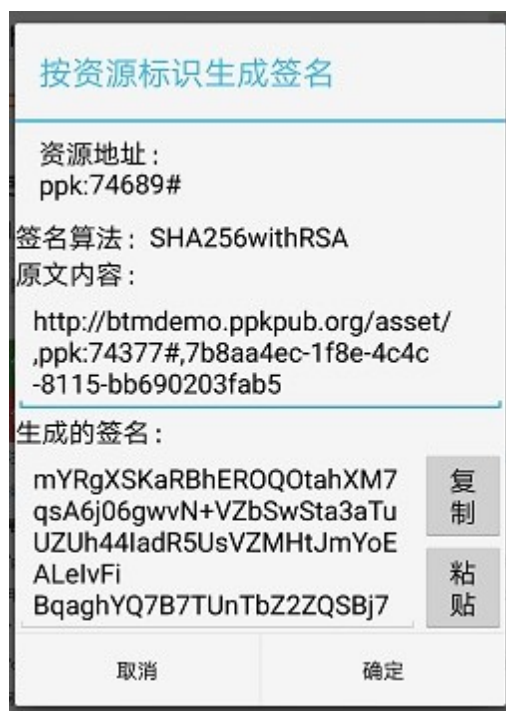 按资源标识生成签名
资源地址：
ppk:74689#
签名算法：SHA256withRSA
原文内容：
http://btmdemo.ppkpub.org/asset/
,ppk:74377#,7b8aa4ec-1f8e-4c4c
-8115-bb690203fab5
生成的签名：
mYRgXSKaRBhEROQOtahXM7
qsA6j06gwvN+VZbSwSta3aTu
UZUh44IadR5UsVZMHtJmYoE
ALeIvFi
BqaghYQ7B7TUnTbZ2ZQSBj7
复制
粘贴
取消
确定